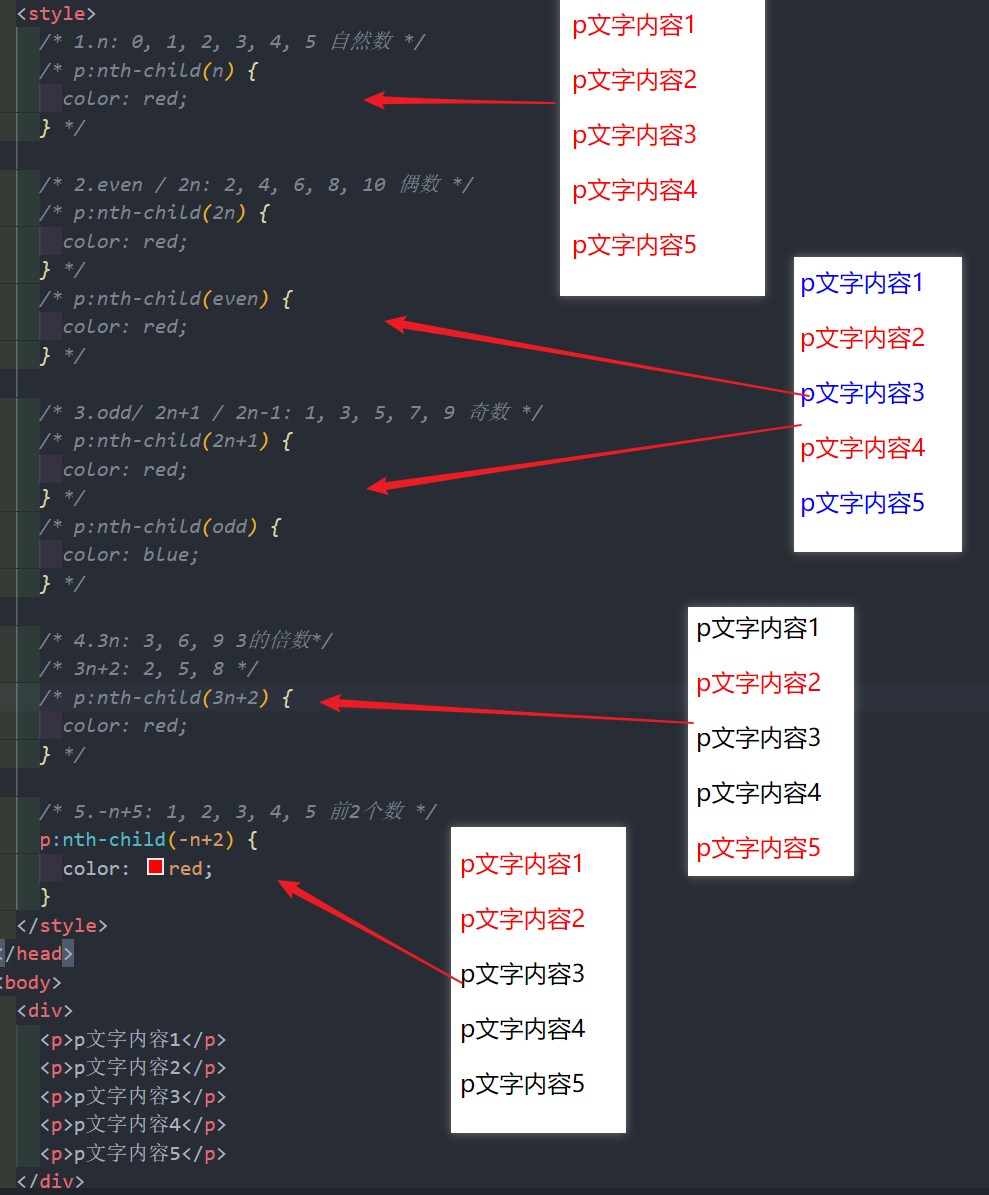 <style>
/* 1.n: 0, 1, 2, 3, 4, 5 自然数 */
/* p:nth-child(n) {
color: red;
} */
/* 2.even / 2n: 2, 4, 6, 8, 10 偶数 */
/* p:nth-child(2n) {
color: red;
} */
/* p:nth-child(even) {
color: red;
} */
/* 3.odd/ 2n+1 / 2n-1: 1, 3, 5, 7, 9 奇数 */
/* p:nth-child(2n+1) {
color: red;
} */
/* p:nth-child(odd) {
color: blue;
} */
/* 4.3n: 3, 6, 9 3的倍数*/
/* 3n+2: 2, 5, 8 */
/* p:nth-child(3n+2) {
color: red;
} */
/* 5.-n+5: 1, 2, 3, 4, 5 前2个数 */
p:nth-child(-n+2) {
color: red;
}
</style>
</head>
<body>
<div>
<p>p文字内容1</p>
<p>p文字内容2</p>
<p>p文字内容3</p>
<p>p文字内容4</p>
<p>p文字内容5</p>
</div>
p文字内容1
p文字内容2
p文字内容3
p文字内容4
p文字内容5
p文字内容1
p文字内容2
p文字内容3
p文字内容4
p文字内容5
p文字内容1
p文字内容2
p文字内容3
p文字内容4
p文字内容5
p文字内容1
p文字内容2
p文字内容3
p文字内容4
p文字内容5